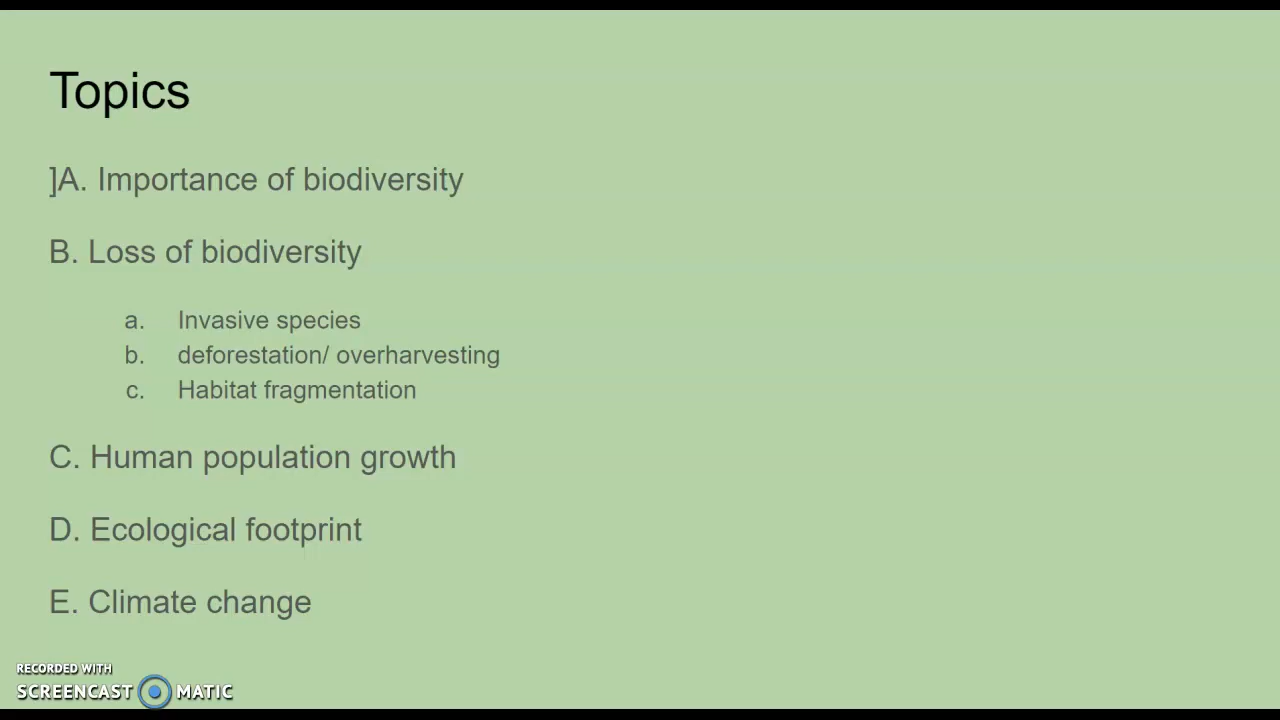 Topics
]A. Importance of biodiversity
B. Loss of biodiversity
a. Invasive species
b. deforestation/ overharvesting
c. Habitat fragmentation
C. Human population growth
D. Ecological footprint
E. Climate change
RECORDED WITH
SCREENCAST MATIC